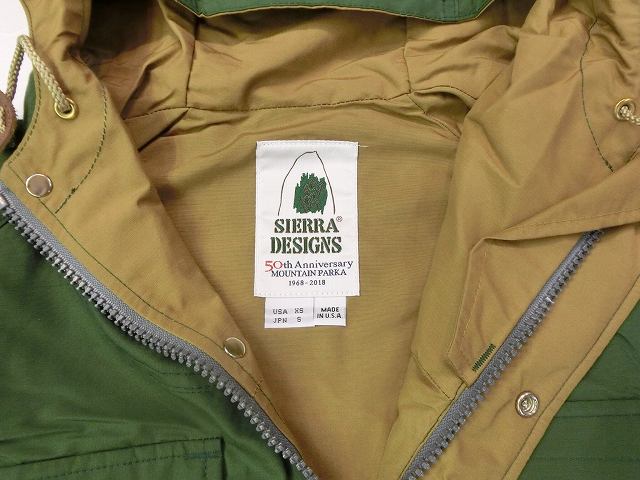 SIERRA®
DESIGNS
50th Anniversary
MOUNTAIN PARKA
1968-2018
USA XS
JPN S
MADE
IN U.S.A.